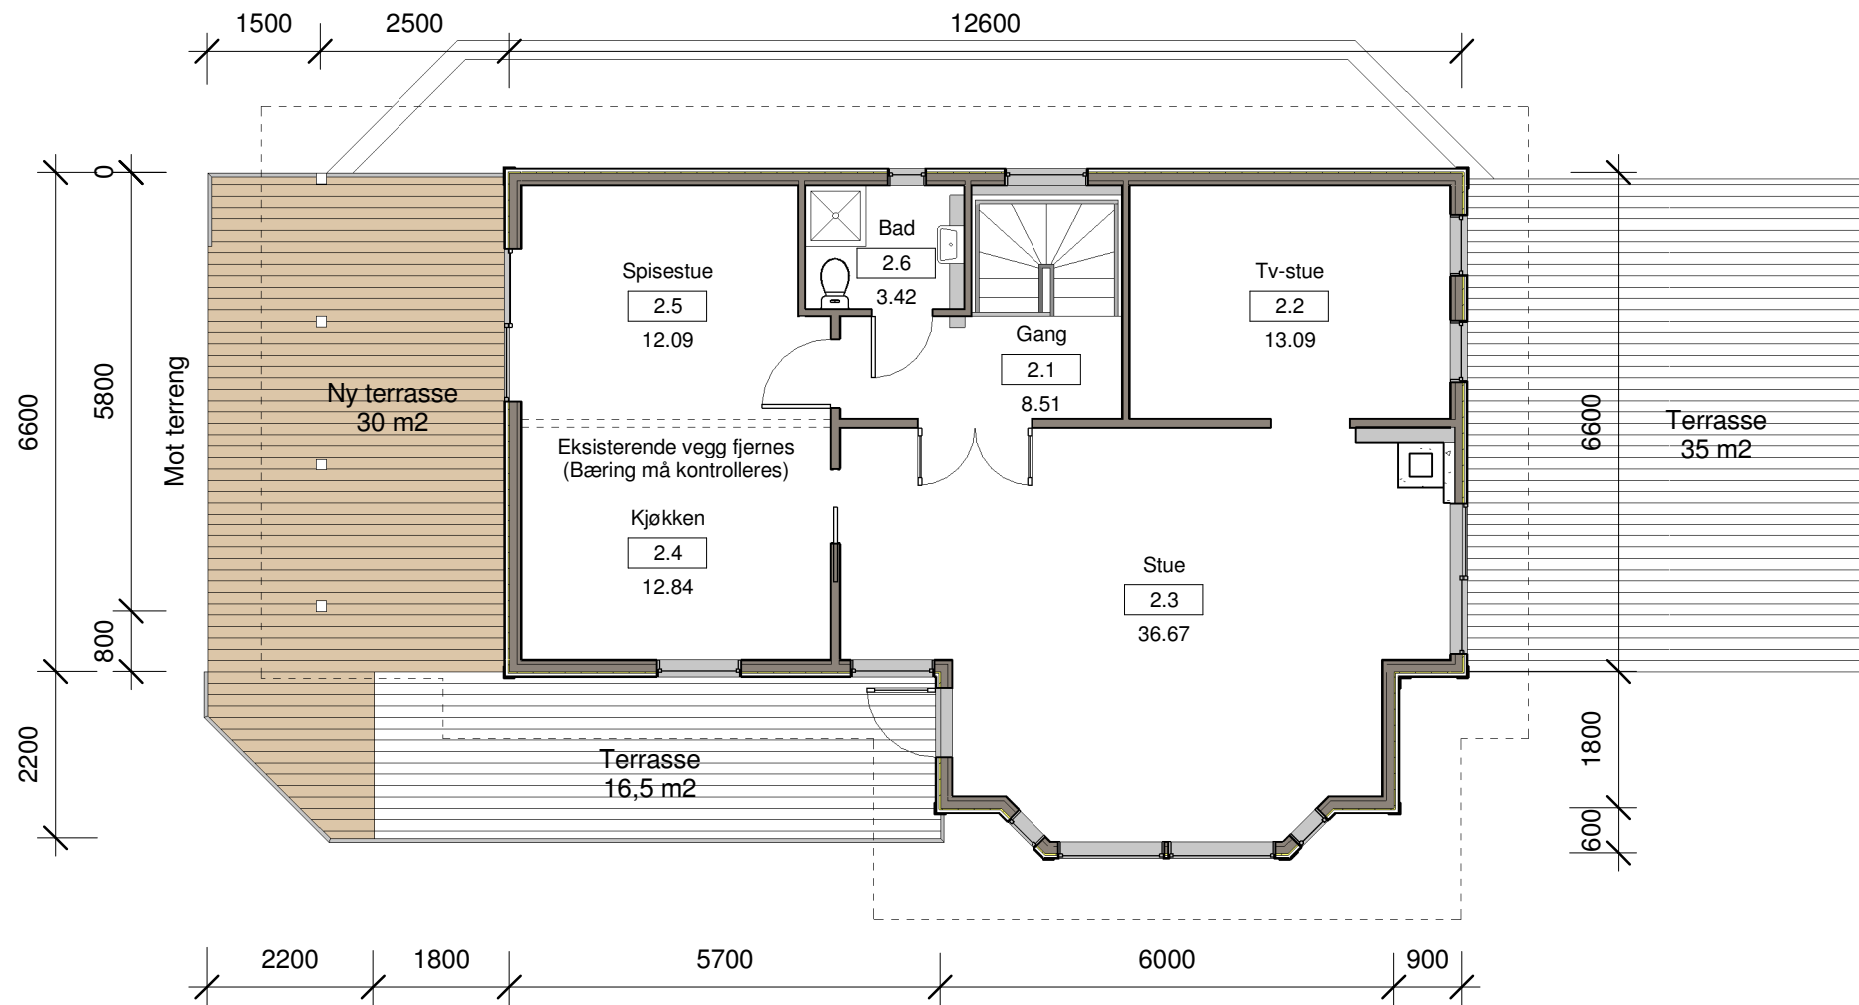 1500
2500
12600
0
6600
5800
800
2200
Mot terreng
Ny terrasse
30 m2
Spisestue
2.5
12.09
Bad
2.6
3.42
Gang
2.1
8.51
Tv-stue
2.2
13.09
Eksisterende vegg fjernes
(Bæring må kontrolleres)
Kjøkken
2.4
12.84
Stue
2.3
36.67
Terrasse
35 m2
6600
1800
600
Terrasse
16,5 m2
2200
1800
5700
6000
900